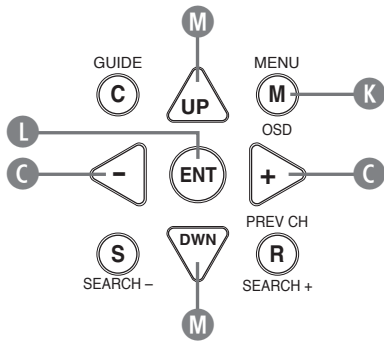 M
GUIDE
MENU
C
UP
M
K
L
OSD
C
-
ENT
+
C
DWN
PREV CH
S
R
SEARCH –
SEARCH +
M